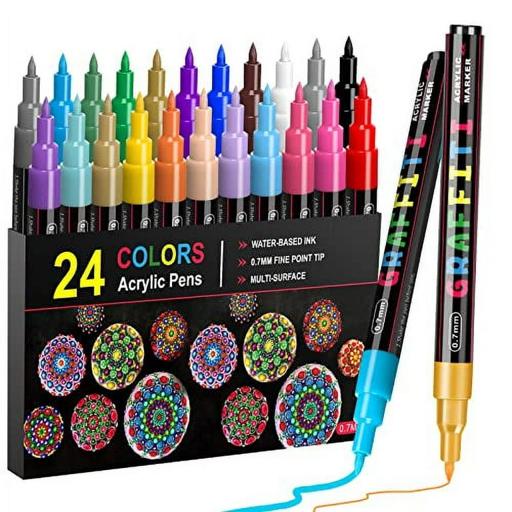 24 COLORS
Acrylic Pens
» WATER-BASED INK
» 0.7MM FINE POINT TIP
» MULTI-SURFACE
0.7mm GRAFFITI ACRYLIC MARKER
0.7mm GRAFFITI ACRYLIC MARKER